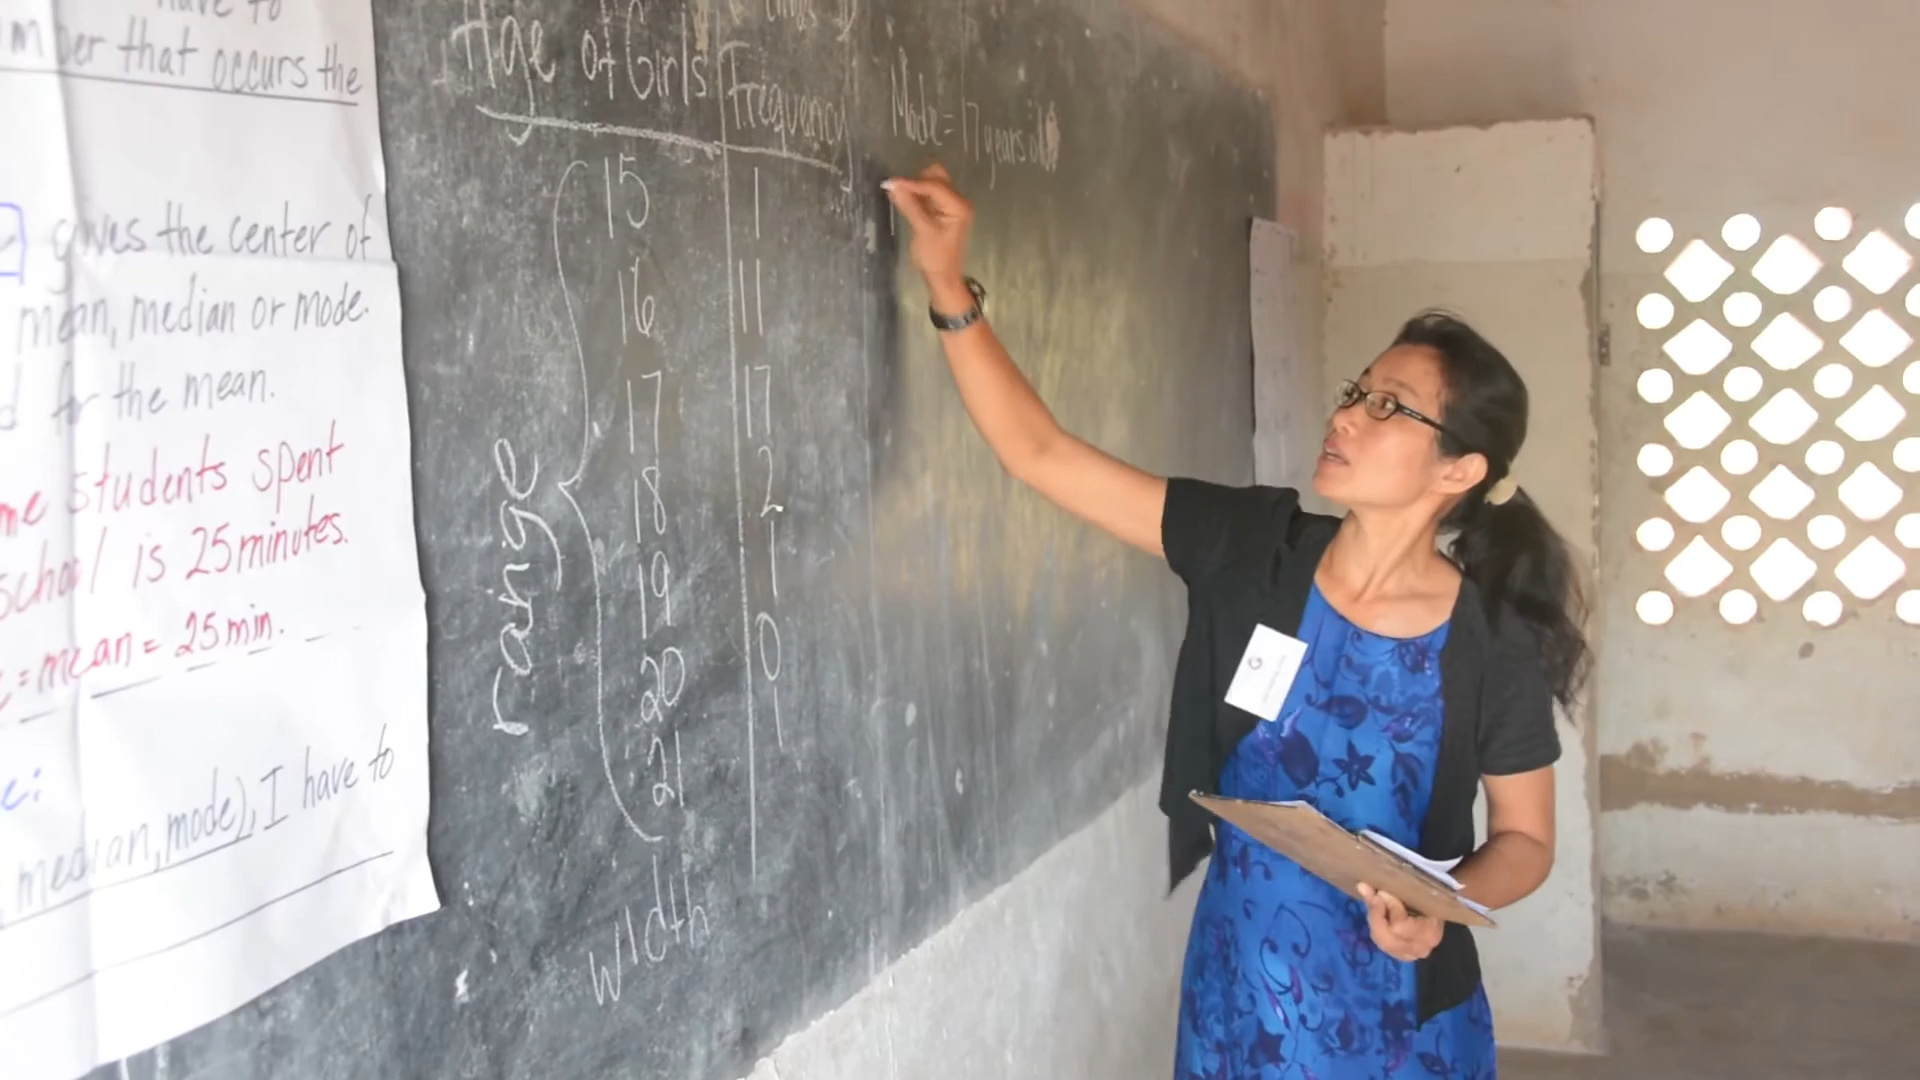 have to
per that occurs the
gives the center of
mean, median or mode.
for the mean.
me students spent
school is 25 minutes.
= mean = 25 min.
e:
median, mode), I have to
Age of Girls Frequency
Mode = 17 years old
15 1
16 11
17 17
18 2
19 1
20 0
21 1
range
width